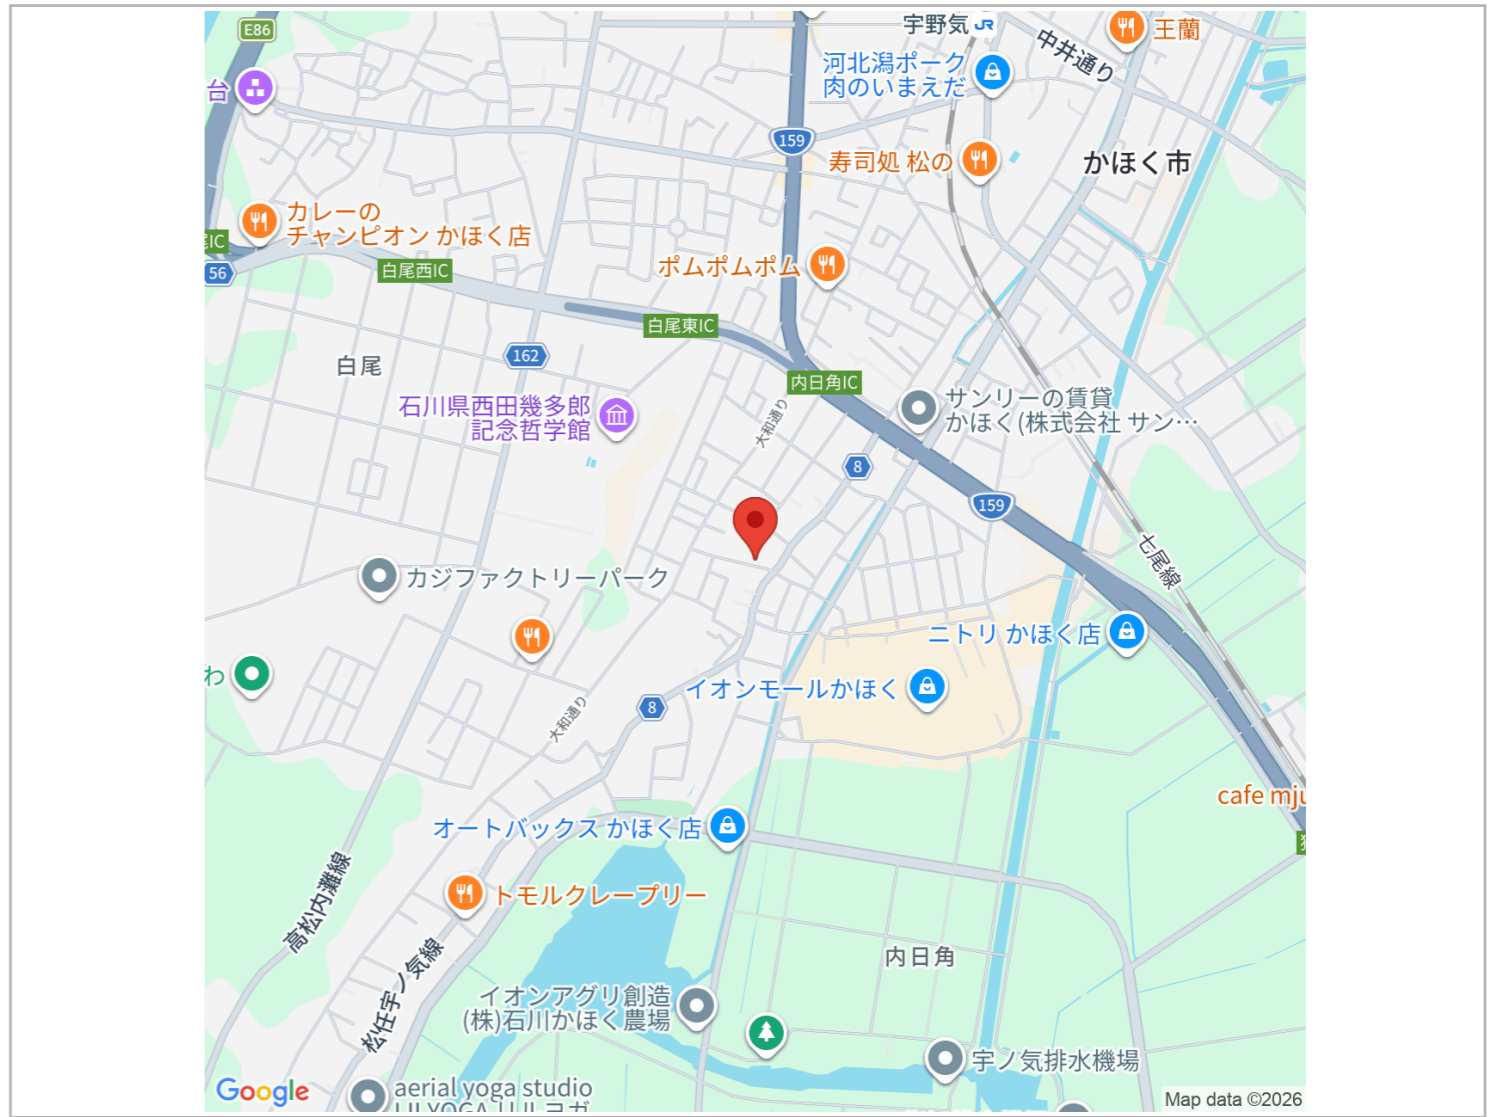 E86
宇野気
JR
王蘭
中井通り
河北潟ポーク
肉のいまえだ
台
159
寿司処 松の
かほく市
カレーの
チャンピオン かほく店
尾IC
56
白尾西IC
ポムポムポム
白尾東IC
162
白尾
内日角IC
石川県西田幾多郎
記念哲学館
大和通り
サンリーの賃貸
かほく(株式会社 サン…
8
159
七尾線
カジファクトリーパーク
ニトリ かほく店
わ
イオンモールかほく
8
大和通り
cafe mju
オートバックス かほく店
トモルクレープリー
高松内灘線
松任宇ノ気線
内日角
イオンアグリ創造
(株)石川かほく農場
宇ノ気排水機場
aerial yoga studio
Google
Map data ©2026